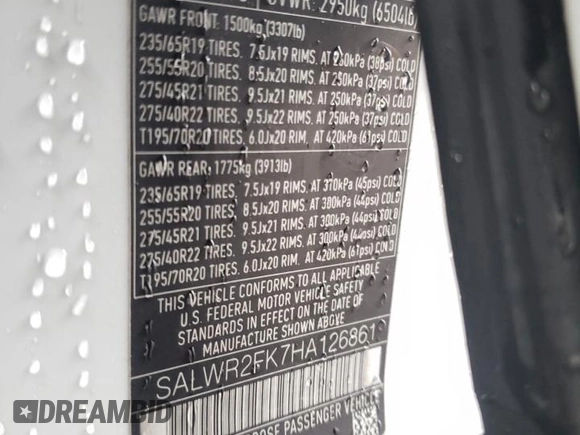 GVWR: 2950kg (6504lb
GAWR FRONT: 1500kg (3307lb)
235/65R19 TIRES. 7.5Jx19 RIMS. AT 260kPa (38psi) COLD
255/55R20 TIRES. 8.5Jx20 RIMS. AT 250kPa (37psi) COLD
275/45R21 TIRES. 9.5Jx21 RIMS. AT 250kPa (37psi) COLD
275/40R22 TIRES. 9.5Jx22 RIMS. AT 250kPa (37psi) COLD
T195/70R20 TIRES. 6.0Jx20 RIM. AT 420kPa (61psi) COLD
GAWR REAR: 1775kg (3913lb)
235/65R19 TIRES. 7.5Jx19 RIMS. AT 310kPa (45psi) COLD
255/55R20 TIRES. 8.5Jx20 RIMS. AT 300kPa (44psi) COLD
275/45R21 TIRES. 9.5Jx21 RIMS. AT 300kPa (44psi) COLD
275/40R22 TIRES. 9.5Jx22 RIMS. AT 300kPa (44psi) COLD
T195/70R20 TIRES. 6.0Jx20 RIM. AT 420kPa (61psi) COLD
THIS VEHICLE CONFORMS TO ALL APPLICABLE
U.S. FEDERAL MOTOR VEHICLE SAFETY
STANDARDS IN EFFECT ON THE DATE OF
MANUFACTURE SHOWN ABOVE.
SALWR2FK7HA126861
PASSENGER VEHICLE
DREAMBID